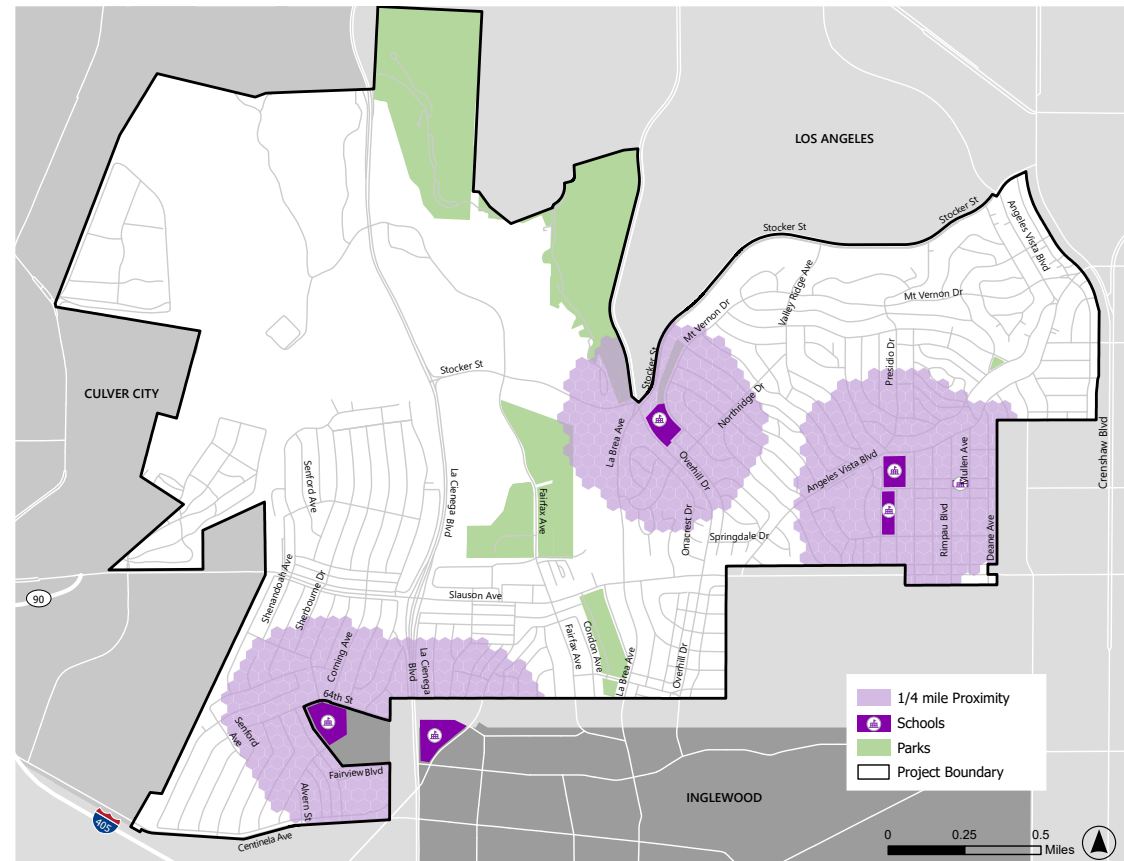 LOS ANGELES
Stocker St
Stocker St
Angeles Vista Blvd
Mt Vernon Dr
Valley Ridge Ave
Mt Vernon Dr
Presidio Dr
Stocker St
Stocker St
CULVER CITY
Northridge Dr
La Brea Ave
Overhill Dr
Angeles Vista Blvd
Mullen Ave
Crenshaw Blvd
Senford Ave
La Cienega Blvd
Fairfax Ave
Onacrest Dr
Springdale Dr
Rimpau Blvd
Deane Ave
90
Shenandoah Ave
Sherbourne Dr
Slauson Ave
Corning Ave
La Cienega
Blvd
Fairfax Ave
Condon Ave
La Brea Ave
Overhill Dr
64th St
Senford
Ave
Fairview Blvd
Alvern St
Centinela Ave
405
INGLEWOOD
1/4 mile Proximity
Schools
Parks
Project Boundary
0 0.25 0.5
Miles